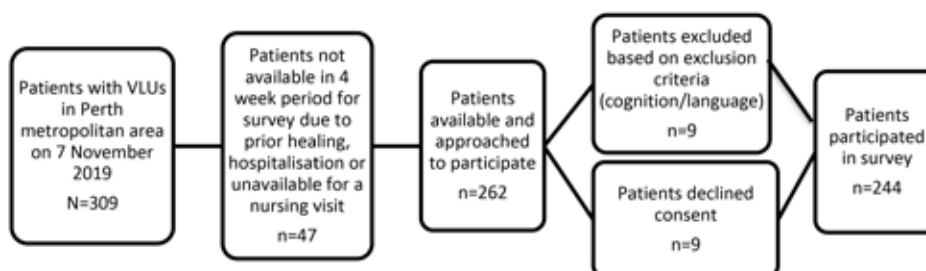 Patients with VLUs
in Perth
metropolitan area
on 7 November
2019
N=309
Patients not
available in 4
week period for
survey due to
prior healing,
hospitalisation or
unavailable for a
nursing visit
n=47
Patients
available and
approached to
participate
n=262
Patients excluded
based on exclusion
criteria
(cognition/language)
n=9
Patients declined
consent
n=9
Patients
participated
in survey
n=244